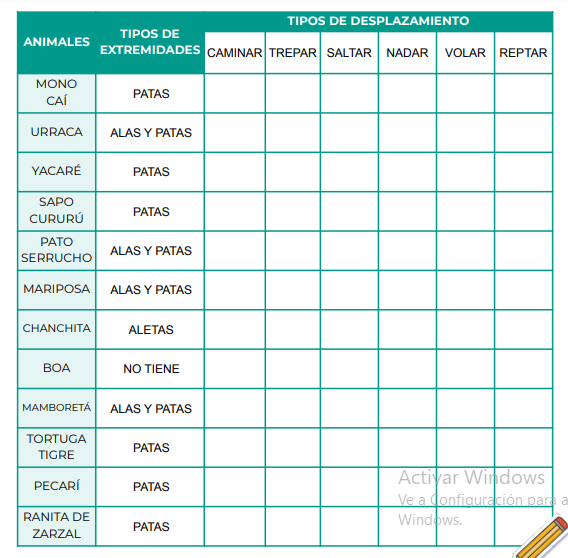 TIPOS DE DESPLAZAMIENTO
ANIMALES TIPOS DE EXTREMIDADES CAMINAR TREPAR SALTAR NADAR VOLAR REPTAR
MONO CAÍ PATAS
URRACA ALAS Y PATAS
YACARÉ PATAS
SAPO CURURÚ PATAS
PATO SERRUCHO ALAS Y PATAS
MARIPOSA ALAS Y PATAS
CHANCHITA ALETAS
BOA NO TIENE
MAMBORETÁ ALAS Y PATAS
TORTUGA TIGRE PATAS
PECARÍ PATAS
RANITA DE ZARZAL PATAS
Activar Windows
Ve a Configuración para a
Windows.